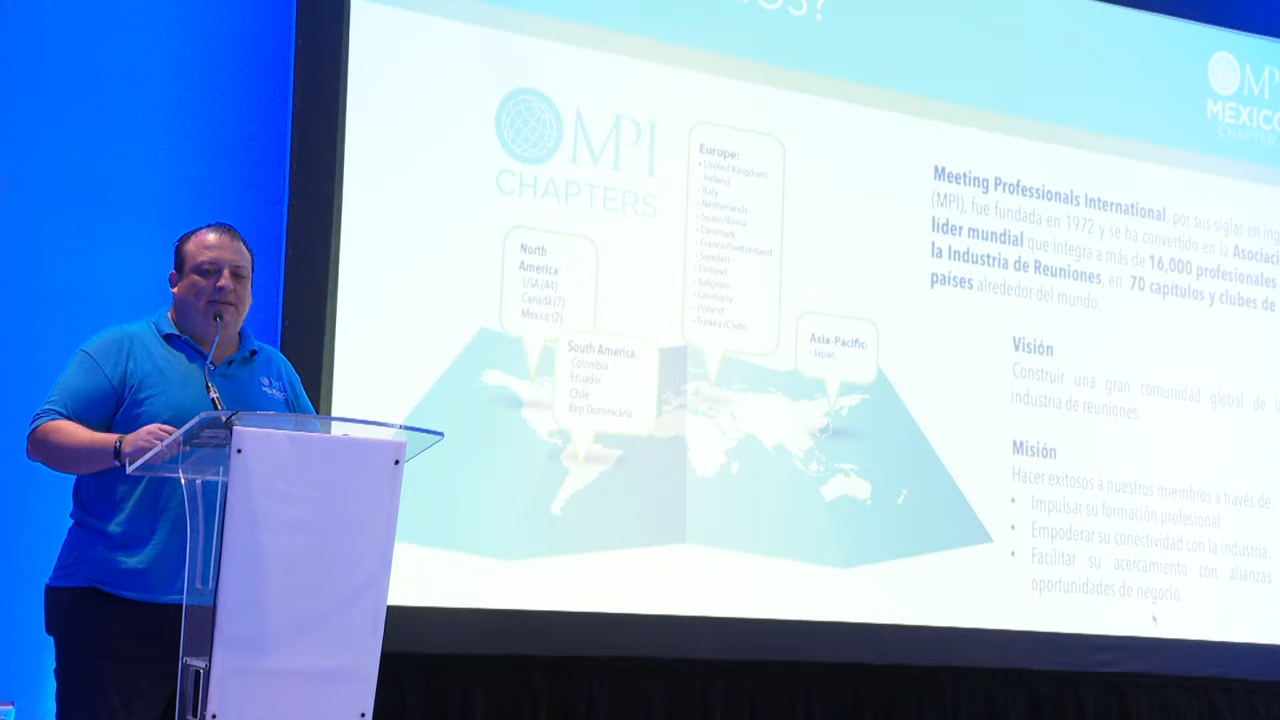 OS?
MPI
MEXICO
CHAPTER
MPI
CHAPTERS
North
America:
USA (44)
Canadá (7)
Mexico (2)
South America:
Colombia
Ecuador
Chile
Rep Dominicana
Europe:
• United Kingdom
Ireland
• Italy
• Netherlands
• Spain/Iberia
• Denmark
• France/Switzerland
• Sweden
• Finland
• Belgium
• Germany
• Poland
• Turkey (Club)
Asia-Pacific:
• Japan
Meeting Professionals International, por sus siglas en
(MPI), fue fundada en 1972 y se ha convertido en la
líder mundial que integra a más de 16,000 profesionales
la Industria de Reuniones, en 70 capítulos y clubes de
países alrededor del mundo.
Visión
Construir una gran comunidad global de
industria de reuniones.
Misión
Hacer exitosos a nuestros miembros a través de:
• Impulsar su formación profesional
• Empoderar su conectividad con la industria.
• Facilitar su acercamiento con alianzas
oportunidades de negocio.
MPI
MEXICO